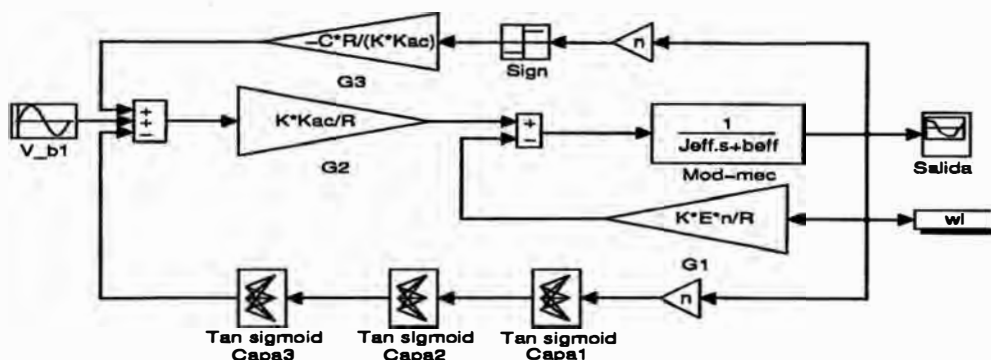 -C*R/(K*Kac)
G3
Sign
n
V_b1
+
+
-
K*Kac/R
G2
+
-
1
Jeff.s+beff
Mod-mec
Salida
K*E*n/R
G1
wl
n
Tan sigmoid
Capa3
Tan sigmoid
Capa2
Tan sigmoid
Capa1